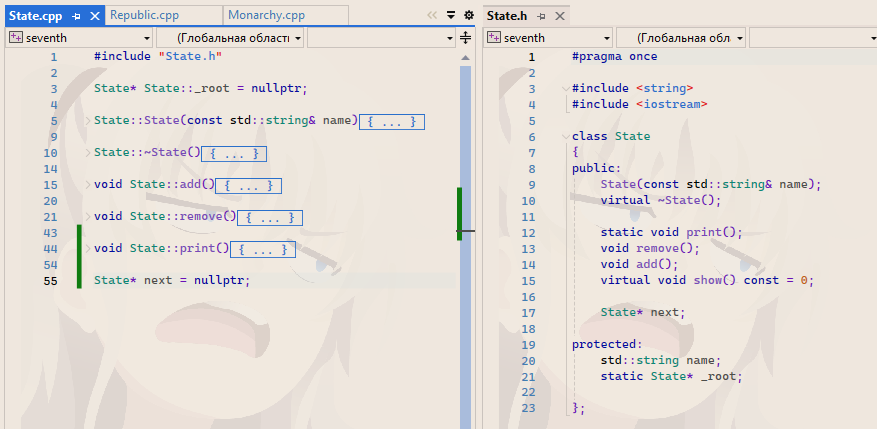 State.cpp
Republic.cpp
Monarchy.cpp
seventh
(Глобальная област
1 #include "State.h"
2
3 State* State::_root = nullptr;
4
5 State::State(const std::string& name){ ... }
9
10 State::~State(){ ... }
14
15 void State::add(){ ... }
20
21 void State::remove(){ ... }
43
44 void State::print(){ ... }
54
55 State* next = nullptr;
State.h
seventh
(Глобальная обл
1 #pragma once
2
3 #include <string>
4 #include <iostream>
5
6 class State
7 {
8 public:
9 State(const std::string& name);
10 virtual ~State();
11
12 static void print();
13 void remove();
14 void add();
15 virtual void show() const = 0;
16
17 State* next;
18
19 protected:
20 std::string name;
21 static State* _root;
22
23 };